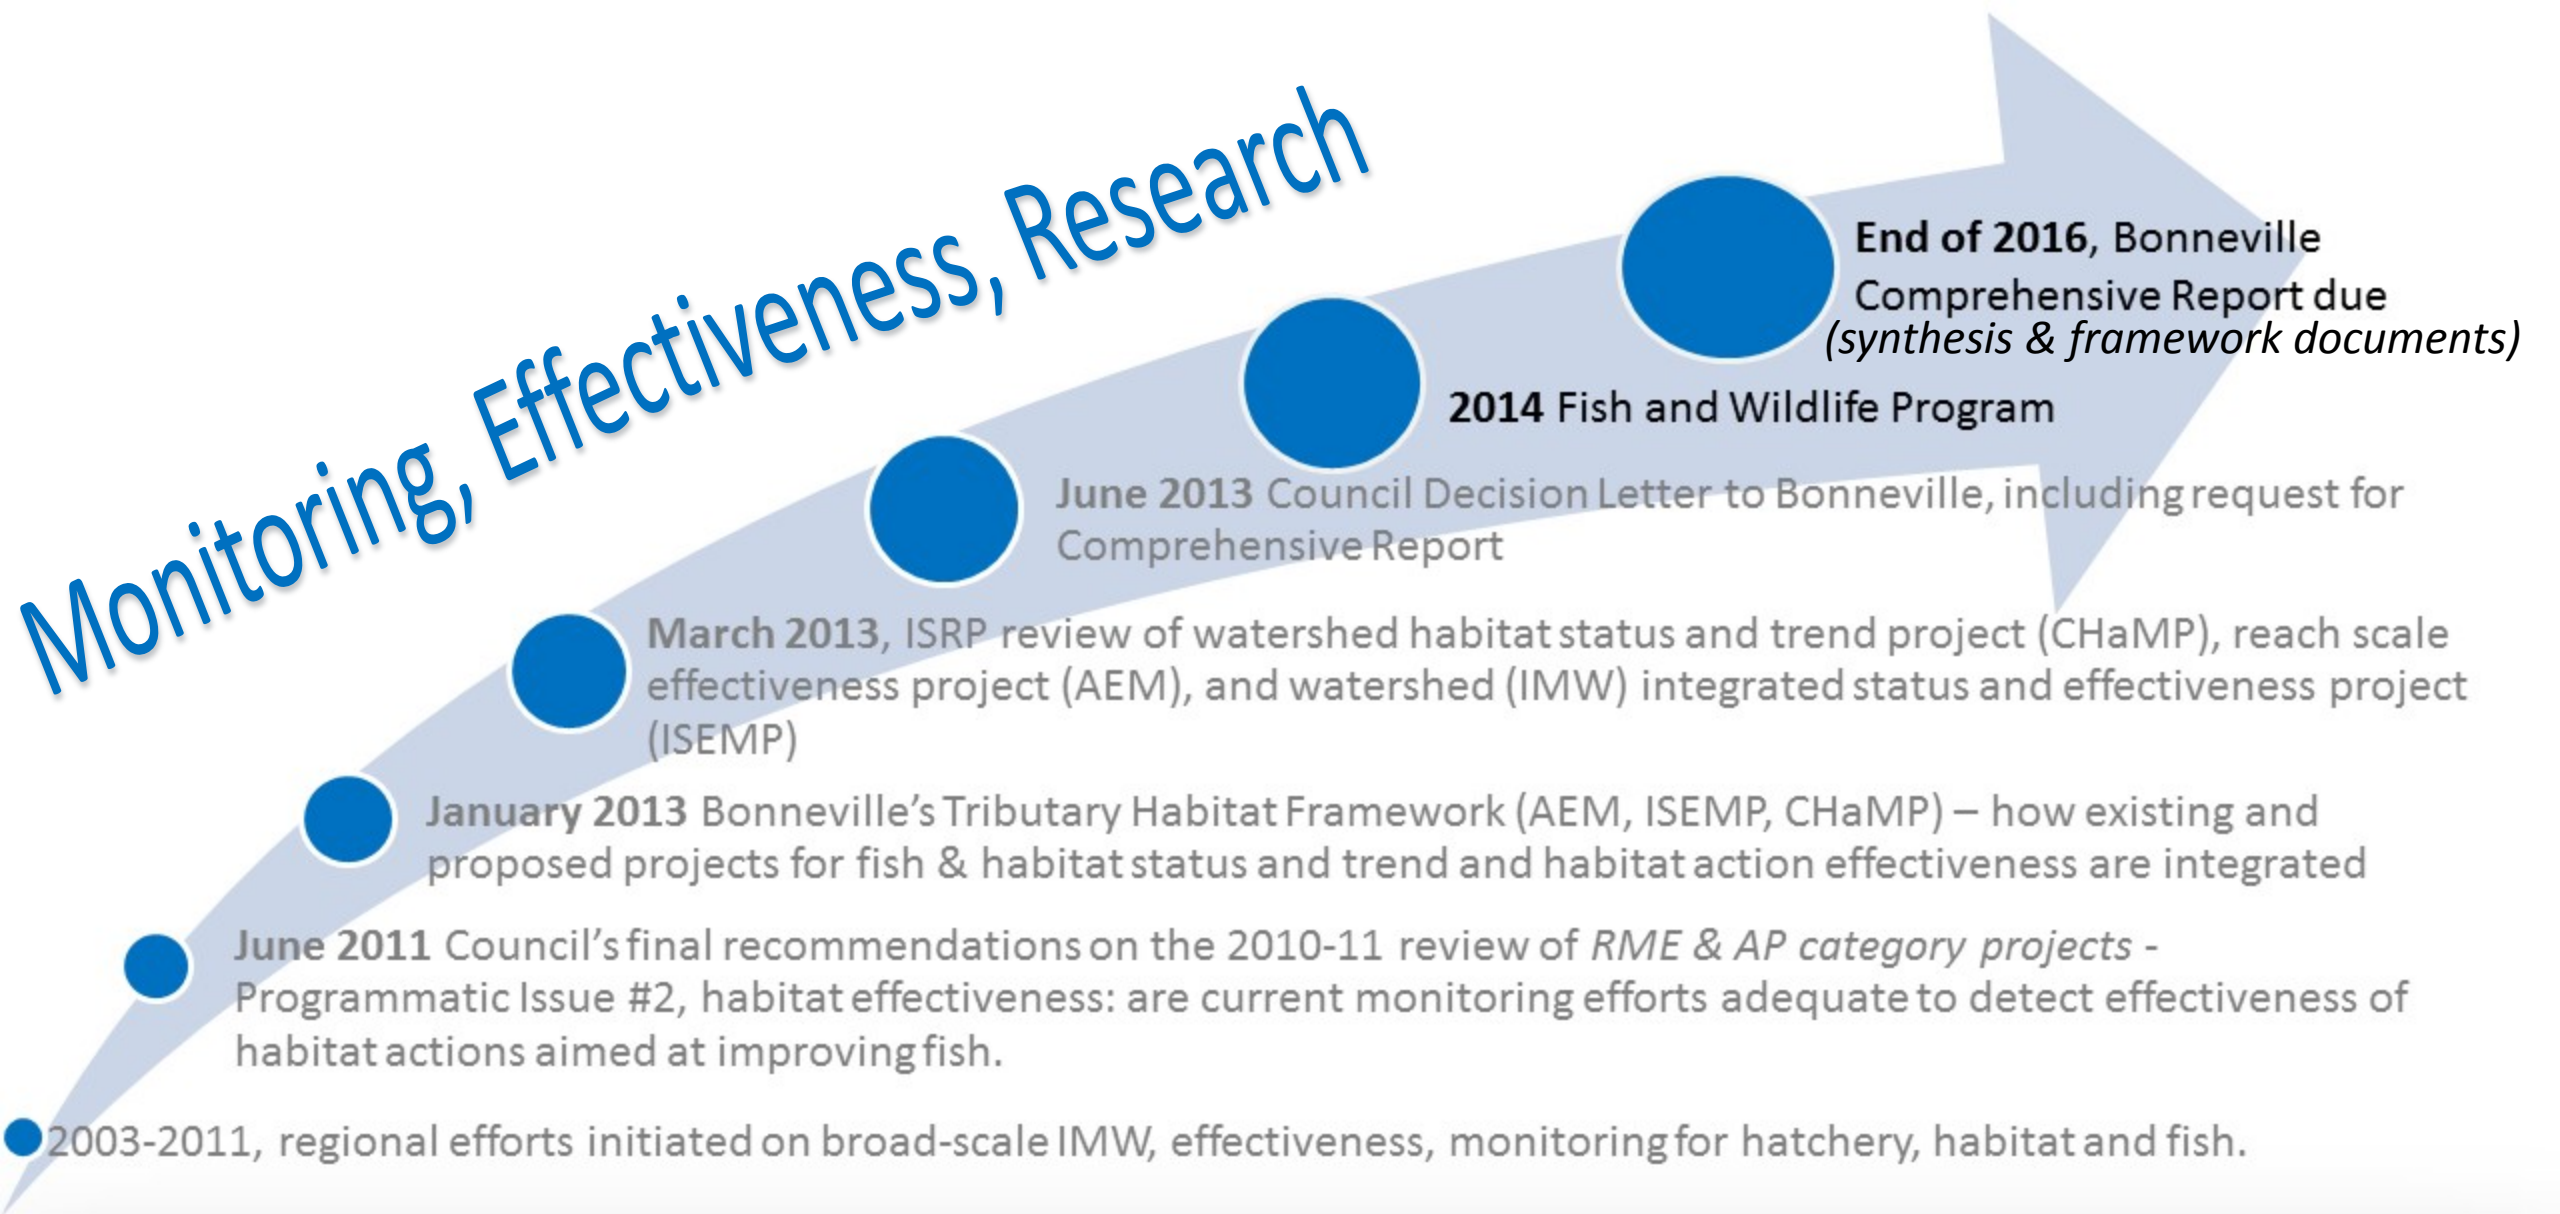 Monitoring, Effectiveness, Research
End of 2016, Bonneville
Comprehensive Report due
(synthesis & framework documents)
2014 Fish and Wildlife Program
June 2013 Council Decision Letter to Bonneville, including request for
Comprehensive Report
March 2013, ISRP review of watershed habitat status and trend project (CHaMP), reach scale
effectiveness project (AEM), and watershed (IMW) integrated status and effectiveness project
(ISEMP)
January 2013 Bonneville’s Tributary Habitat Framework (AEM, ISEMP, CHaMP) – how existing and
proposed projects for fish & habitat status and trend and habitat action effectiveness are integrated
June 2011 Council’s final recommendations on the 2010-11 review of RME & AP category projects -
Programmatic Issue #2, habitat effectiveness: are current monitoring efforts adequate to detect effectiveness of
habitat actions aimed at improving fish.
2003-2011, regional efforts initiated on broad-scale IMW, effectiveness, monitoring for hatchery, habitat and fish.